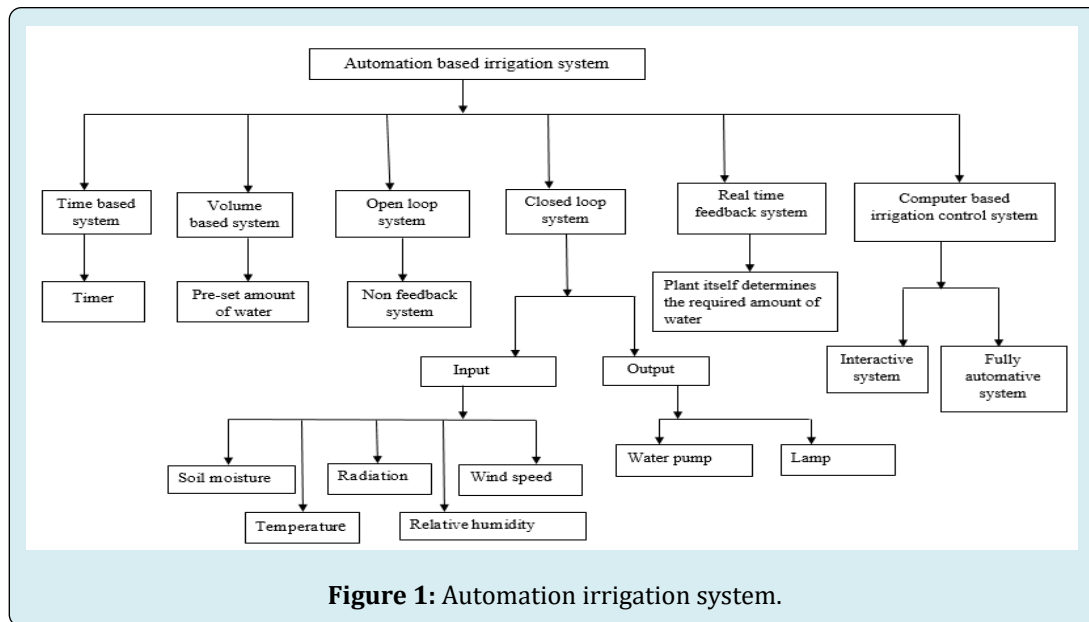 Automation based irrigation system
Time based
system
Volume
based system
Open loop
system
Closed loop
system
Real time
feedback system
Computer based
irrigation control system
Timer
Pre-set amount
of water
Non feedback
system
Plant itself determines
the required amount of
water
Interactive
system
Fully
automative
system
Input
Output
Soil moisture
Radiation
Wind speed
Water pump
Lamp
Temperature
Relative humidity
Figure 1: Automation irrigation system.